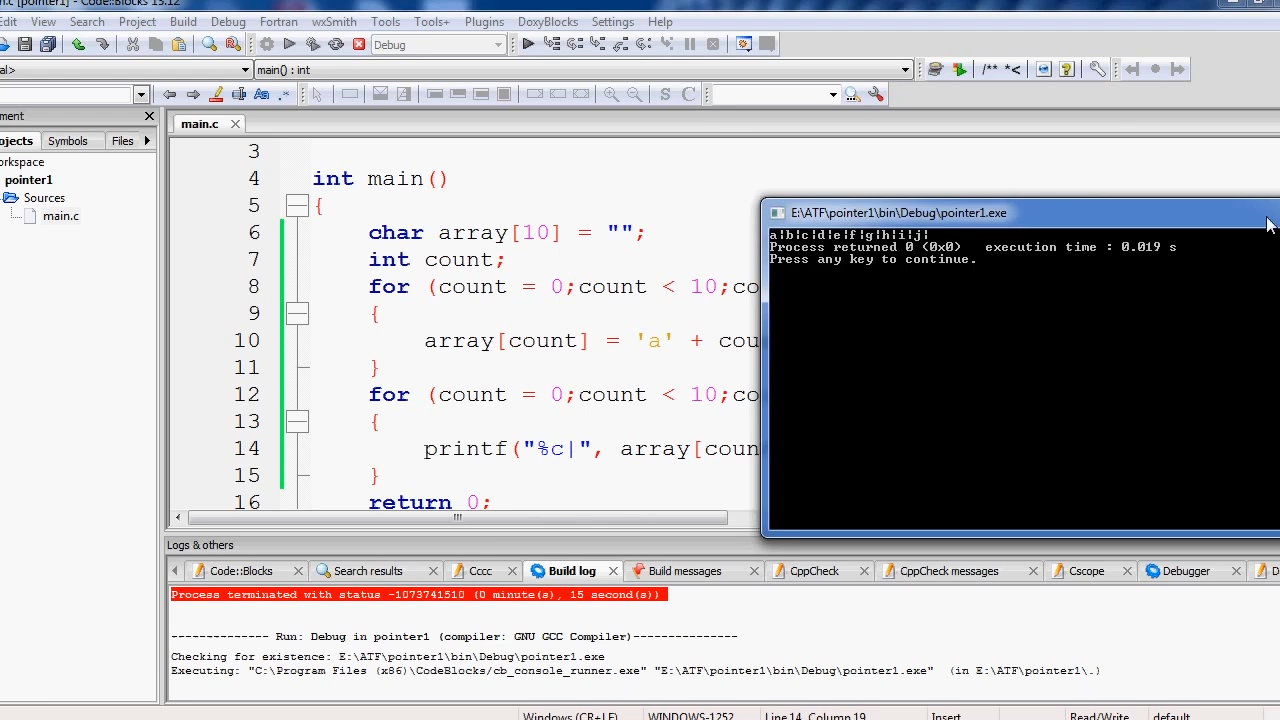 n.c [pointer1] - Code::Blocks 13.12
Edit View Search Project Build Debug Fortran wxSmith Tools Tools+ Plugins DoxyBlocks Settings Help
Debug
al> main() : int /** *<
S C
ment
ojects Symbols Files
orkspace
pointer1
Sources
main.c
main.c
3
4 int main()
5 {
6 char array[10] = "";
7 int count;
8 for (count = 0;count < 10;co
9 {
10 array[count] = 'a' + cou
11 }
12 for (count = 0;count < 10;co
13 {
14 printf("%c|", array[coun
15 }
16 return 0;
E:\ATF\pointer1\bin\Debug\pointer1.exe
a|b|c|d|e|f|g|h|i|j|
Process returned 0 (0x0) execution time : 0.019 s
Press any key to continue.
Logs & others
Code::Blocks Search results Cccc Build log Build messages CppCheck CppCheck messages Cscope Debugger D
Process terminated with status -1073741510 (0 minute(s), 15 second(s))
-------------- Run: Debug in pointer1 (compiler: GNU GCC Compiler)---------------
Checking for existence: E:\ATF\pointer1\bin\Debug\pointer1.exe
Executing: "C:\Program Files (x86)\CodeBlocks/cb_console_runner.exe" "E:\ATF\pointer1\bin\Debug\pointer1.exe" (in E:\ATF\pointer1\.)
Windows (CR+LF) WINDOWS-1252 Line 14, Column 19 Insert Read/Write default